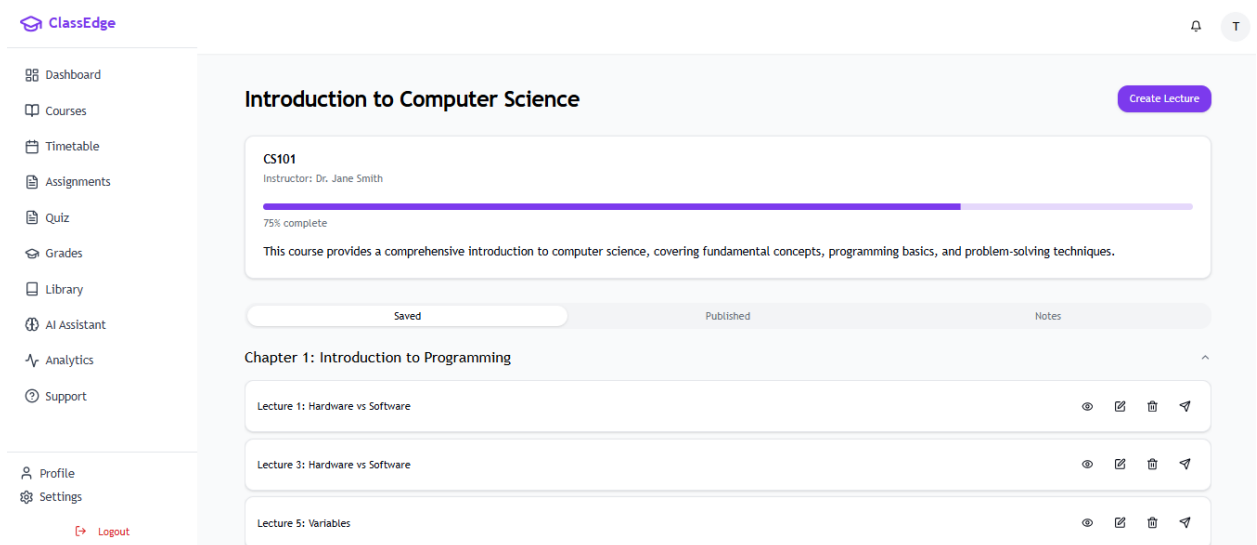 ClassEdge
T
Dashboard
Courses
Timetable
Assignments
Quiz
Grades
Library
AI Assistant
Analytics
Support
Profile
Settings
Logout
Introduction to Computer Science
Create Lecture
CS101
Instructor: Dr. Jane Smith
75% complete
This course provides a comprehensive introduction to computer science, covering fundamental concepts, programming basics, and problem-solving techniques.
Saved
Published
Notes
Chapter 1: Introduction to Programming
Lecture 1: Hardware vs Software
Lecture 3: Hardware vs Software
Lecture 5: Variables